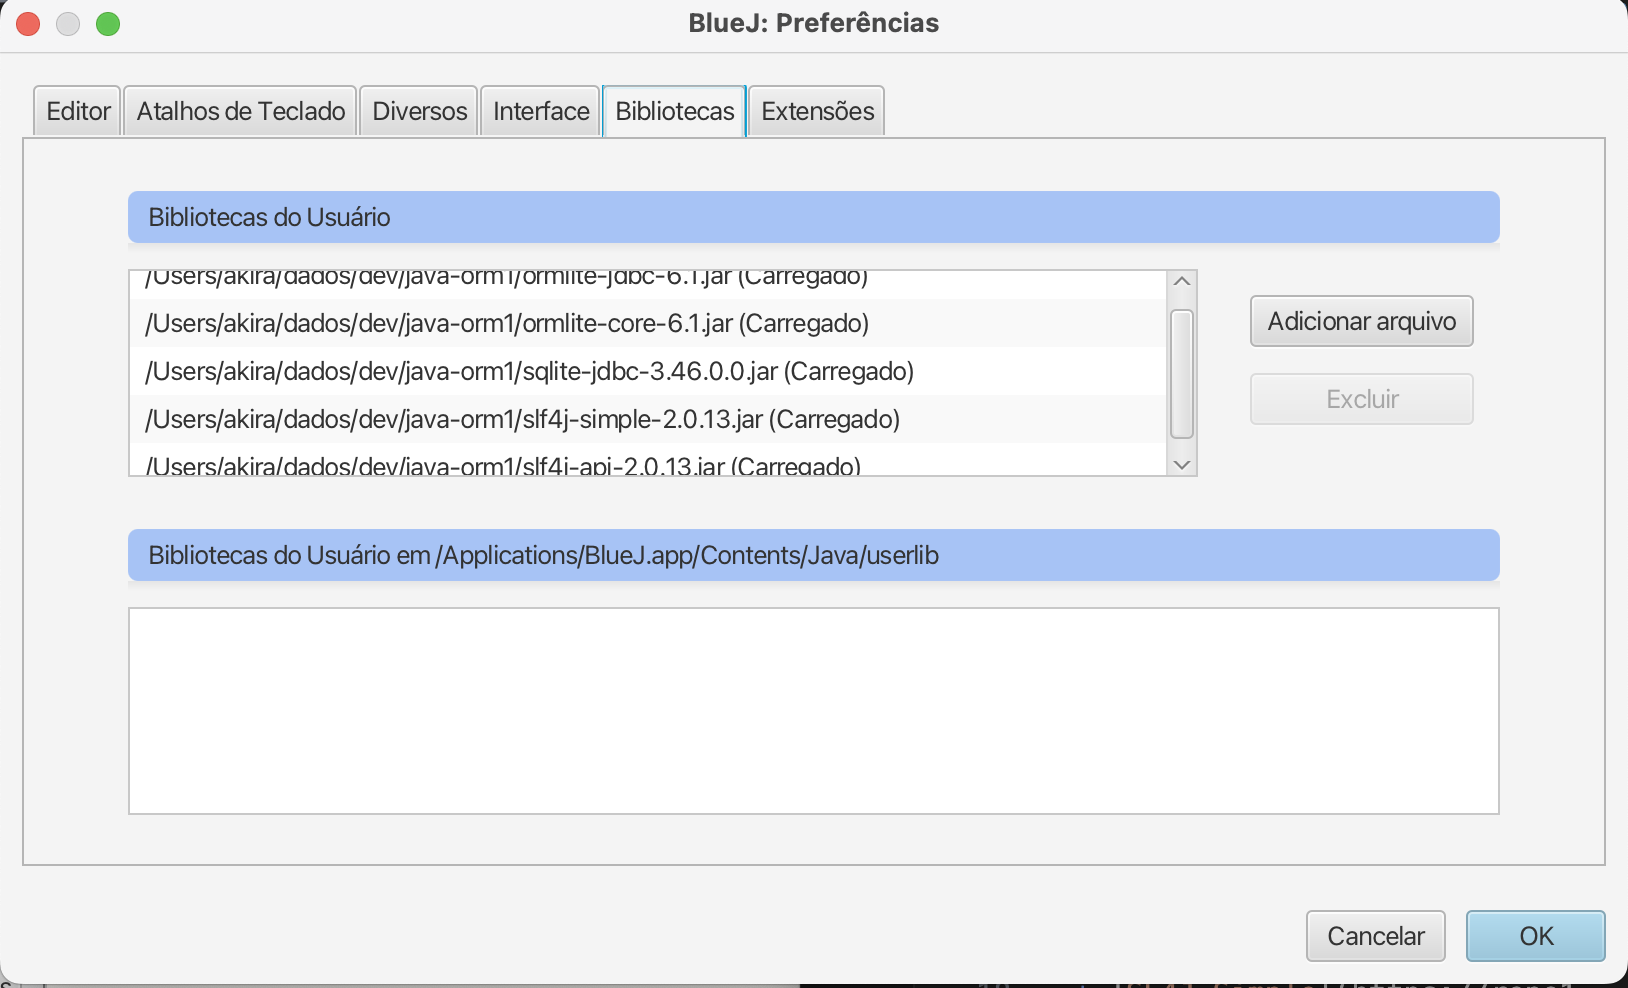 BlueJ: Preferências
Editor Atalhos de Teclado Diversos Interface Bibliotecas Extensões
Bibliotecas do Usuário
/Users/akira/dados/dev/java-orm1/ormlite-jdbc-6.1.jar (Carregado)
/Users/akira/dados/dev/java-orm1/ormlite-core-6.1.jar (Carregado)
/Users/akira/dados/dev/java-orm1/sqlite-jdbc-3.46.0.0.jar (Carregado)
/Users/akira/dados/dev/java-orm1/slf4j-simple-2.0.13.jar (Carregado)
/Users/akira/dados/dev/java-orm1/slf4j-api-2.0.13.jar (Carregado)
Adicionar arquivo
Excluir
Bibliotecas do Usuário em /Applications/BlueJ.app/Contents/Java/userlib
Cancelar OK